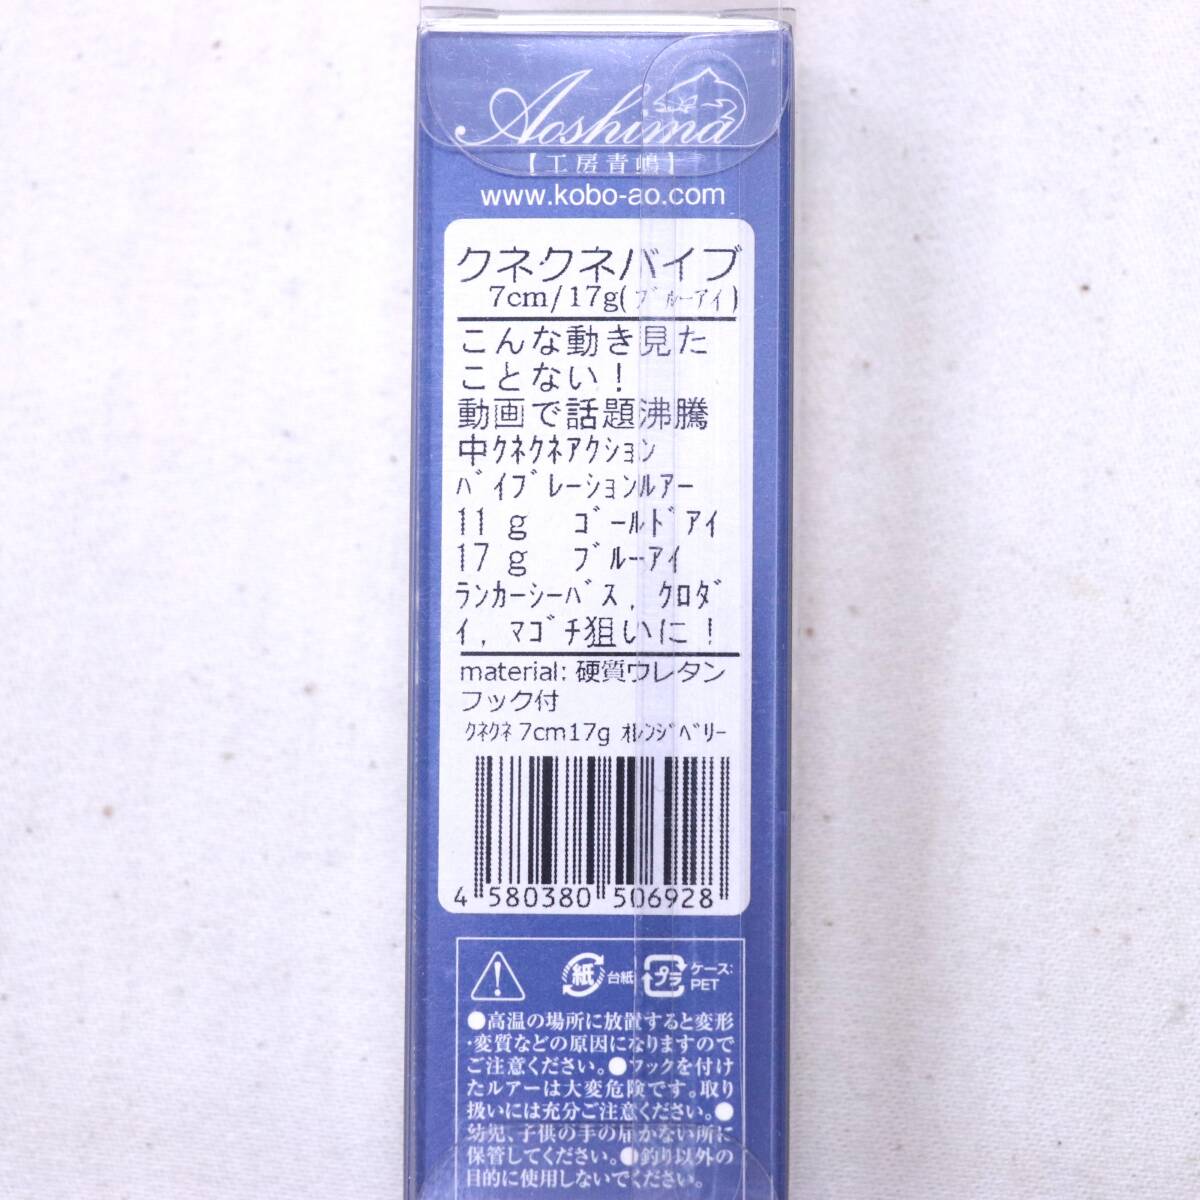 Aoshima
【工房青嶋】
www.kobo-ao.com
クネクネバイブ
7cm/17g(ﾌﾞﾙｰｱｲ)
こんな動き見た
ことない！
動画で話題沸騰
中ｸﾈｸﾈｱｸｼｮﾝ
ﾊﾞｲﾌﾞﾚｰｼｮﾝﾙｱｰ
11ｇ　ｺﾞｰﾙﾄﾞｱｲ
17ｇ　ﾌﾞﾙｰｱｲ
ﾗﾝｶｰｼｰﾊﾞｽ，ｸﾛﾀﾞ
ｲ，ﾏｺﾞﾁ狙いに！
material: 硬質ウレタン
フック付
ｸﾈｸﾈ 7cm17g ｵﾚﾝｼﾞﾍﾞﾘｰ
4 580380 506928
紙 台紙 プラ ケース:
PET
●高温の場所に放置すると変形
・変質などの原因になりますので
ご注意ください。●フックを付け
たルアーは大変危険です。取り
扱いには充分ご注意ください。●
幼児、子供の手の届かない所に
保管してください。●釣り以外の
目的に使用しないでください。